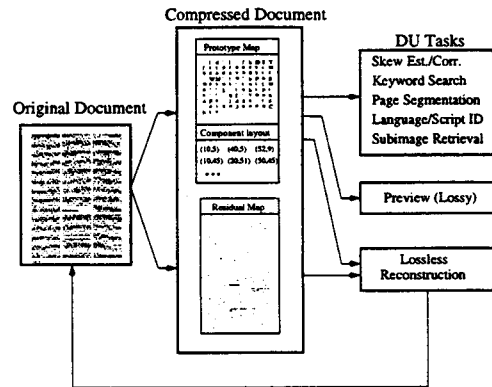 Compressed Document
Prototype Map
Component layout
(10,5) (40,5) (52,9)
(10,45) (20,51) (50,45)
Residual Map
Original Document
DU Tasks
Skew Est./Corr.
Keyword Search
Page Segmentation
Language/Script ID
Subimage Retrieval
Preview (Lossy)
Lossless
Reconstruction